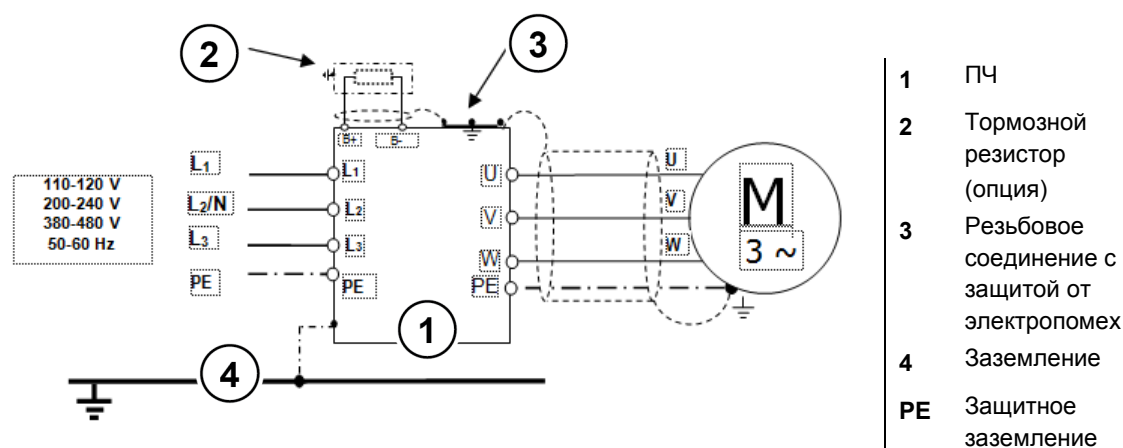 2
3
B+
B-
L1
L2/N
L3
PE
110-120 V
200-240 V
380-480 V
50-60 Hz
L1
L2
L3
PE
U
V
W
PE
U
V
W
M
3 ~
1
4
1 ПЧ
2 Тормозной
резистор
(опция)
3 Резьбовое
соединение с
защитой от
электропомех
4 Заземление
PE Защитное
заземление